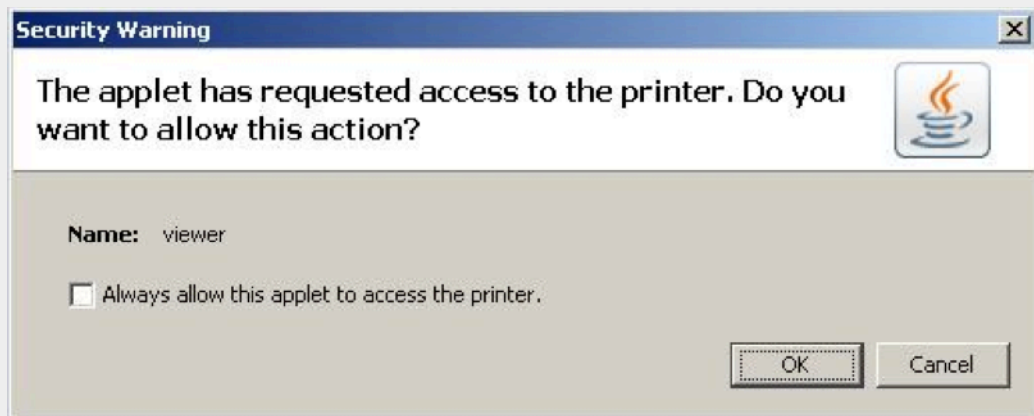 Security Warning
The applet has requested access to the printer. Do you
want to allow this action?
Name: viewer
Always allow this applet to access the printer.
OK Cancel